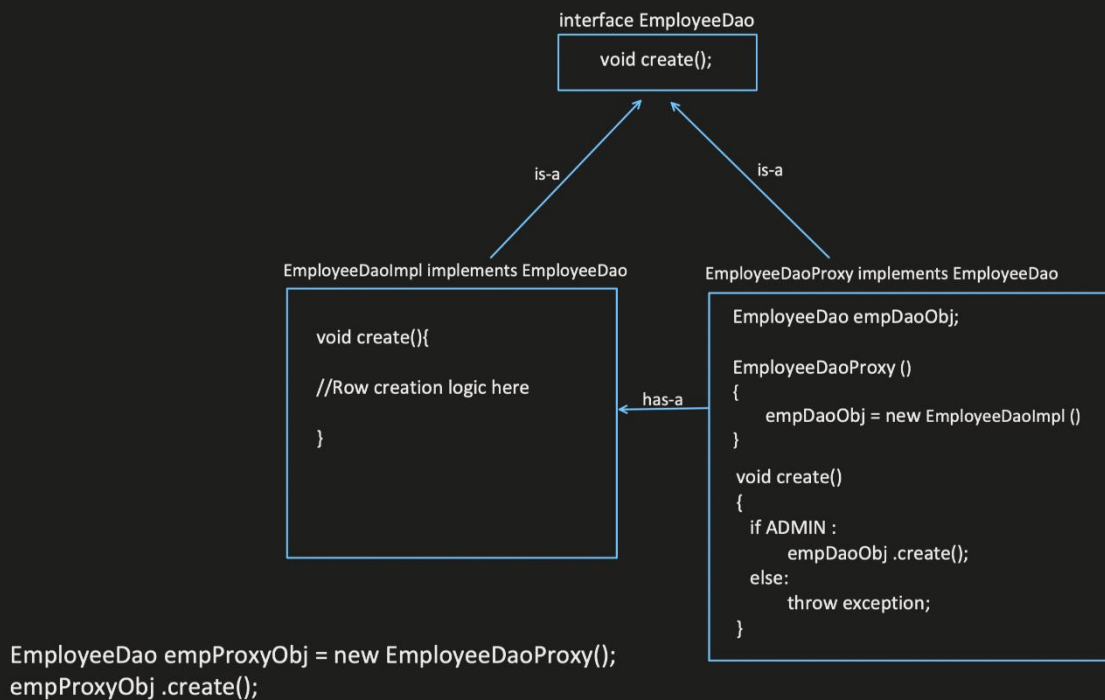 interface EmployeeDao
void create();
is-a
is-a
EmployeeDaoImpl implements EmployeeDao
void create(){
//Row creation logic here
}
has-a
EmployeeDaoProxy implements EmployeeDao
EmployeeDao empDaoObj;
EmployeeDaoProxy ()
{
empDaoObj = new EmployeeDaoImpl ()
}
void create()
{
if ADMIN :
empDaoObj .create();
else:
throw exception;
}
EmployeeDao empProxyObj = new EmployeeDaoProxy();
empProxyObj .create();